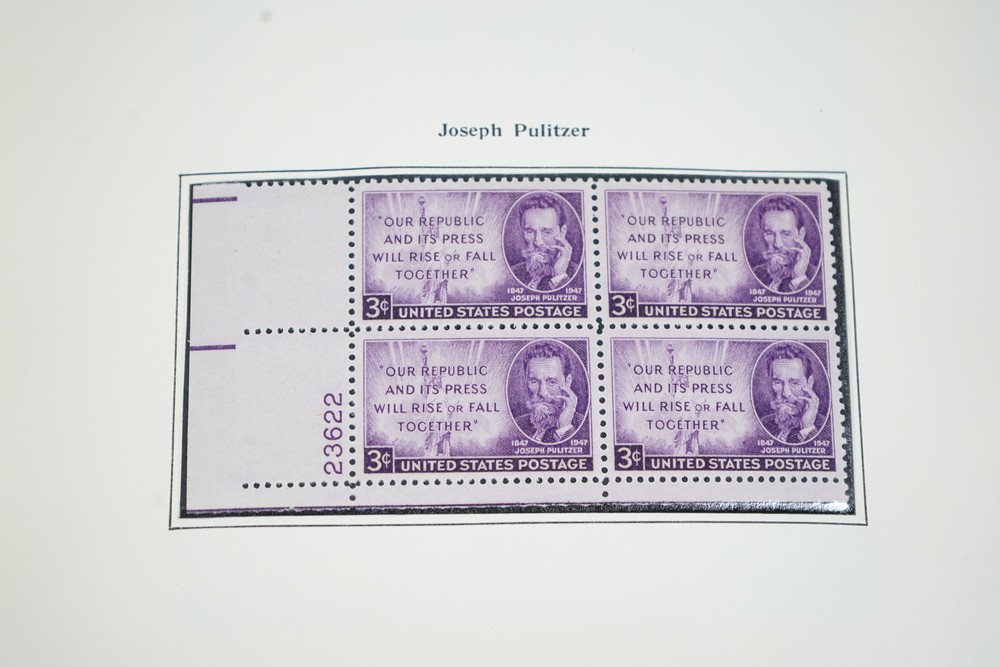 Joseph Pulitzer
"OUR REPUBLIC
AND ITS PRESS
WILL RISE OR FALL
TOGETHER"
1847 1947
JOSEPH PULITZER
3¢ UNITED STATES POSTAGE
"OUR REPUBLIC
AND ITS PRESS
WILL RISE OR FALL
TOGETHER"
1847 1947
JOSEPH PULITZER
3¢ UNITED STATES POSTAGE
23622
"OUR REPUBLIC
AND ITS PRESS
WILL RISE OR FALL
TOGETHER"
1847 1947
JOSEPH PULITZER
3¢ UNITED STATES POSTAGE
"OUR REPUBLIC
AND ITS PRESS
WILL RISE OR FALL
TOGETHER"
1847 1947
JOSEPH PULITZER
3¢ UNITED STATES POSTAGE